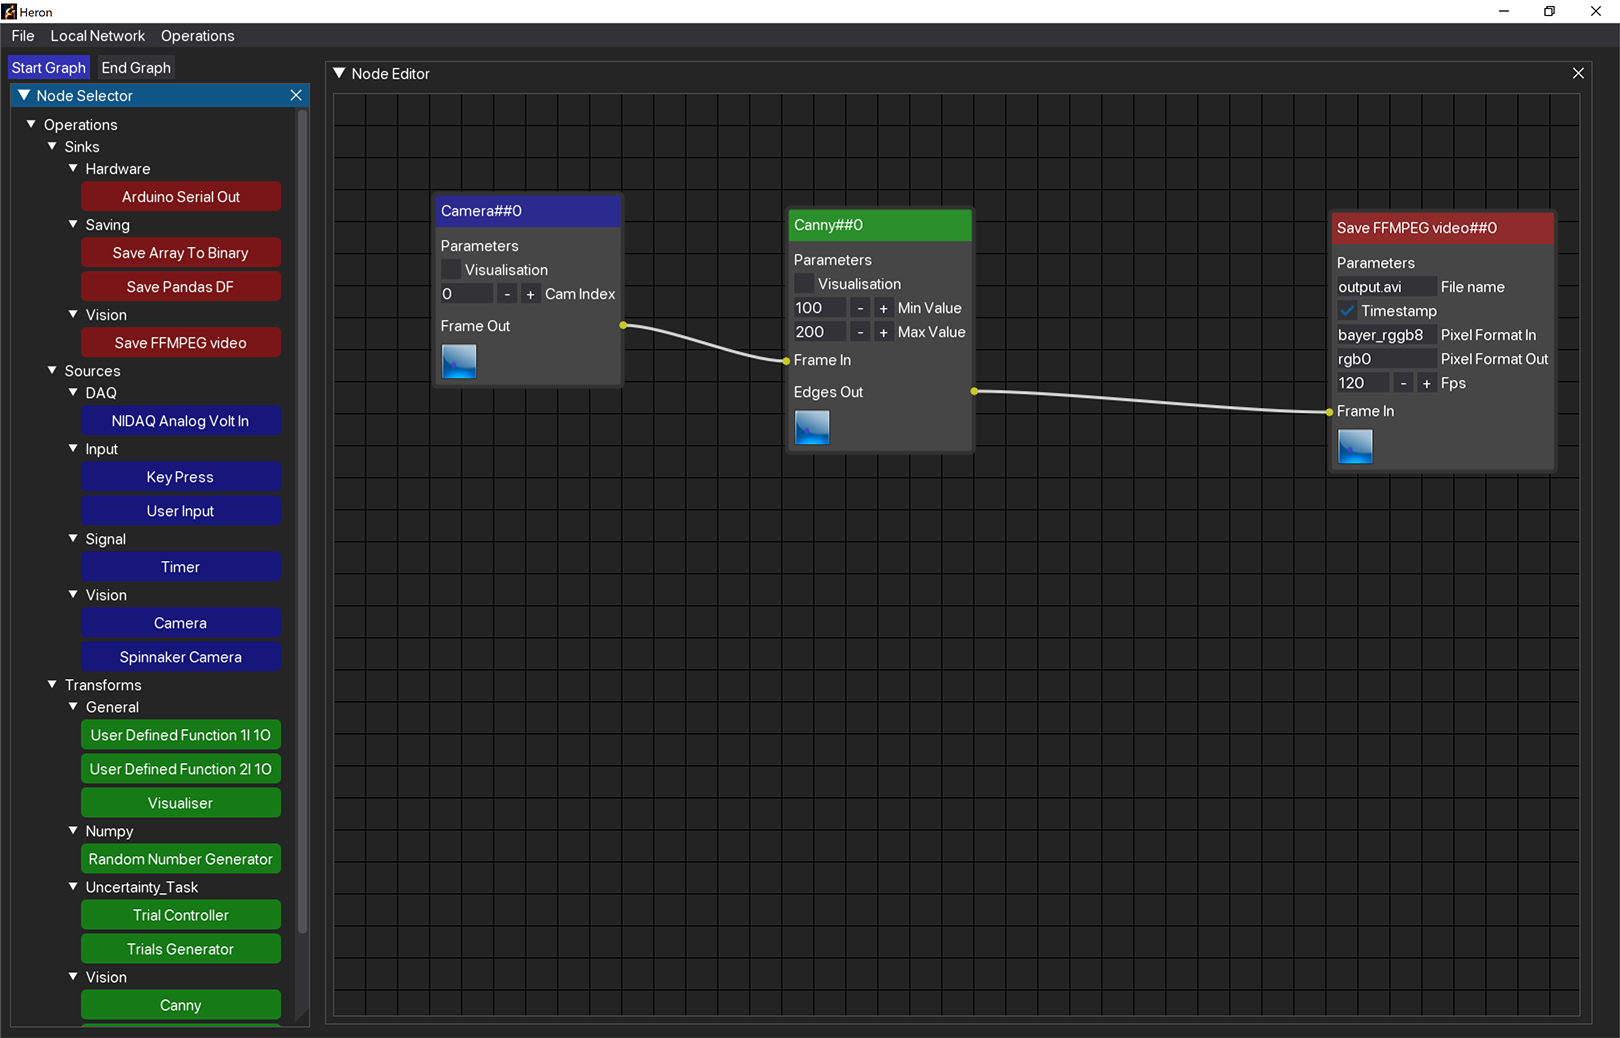 Heron
File Local Network Operations
Start Graph End Graph
Node Selector
Operations
Sinks
Hardware
Arduino Serial Out
Saving
Save Array To Binary
Save Pandas DF
Vision
Save FFMPEG video
Sources
DAQ
NIDAQ Analog Volt In
Input
Key Press
User Input
Signal
Timer
Vision
Camera
Spinnaker Camera
Transforms
General
User Defined Function 1I 1O
User Defined Function 2I 1O
Visualiser
Numpy
Random Number Generator
Uncertainty_Task
Trial Controller
Trials Generator
Vision
Canny
Node Editor
Camera##0
Parameters
Visualisation
0 - + Cam Index
Frame Out
Canny##0
Parameters
Visualisation
100 - + Min Value
200 - + Max Value
Frame In
Edges Out
Save FFMPEG video##0
Parameters
output.avi File name
Timestamp
bayer_rggb8 Pixel Format In
rgb0 Pixel Format Out
120 - + Fps
Frame In